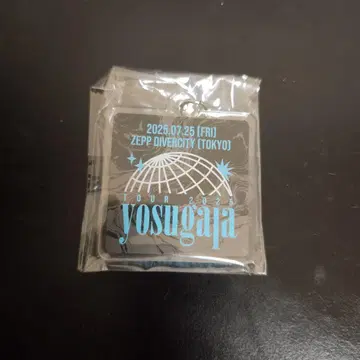 2025.07.25 [FRI]
ZEPP DIVERCITY (TOKYO)
TOUR 2025
yosugala